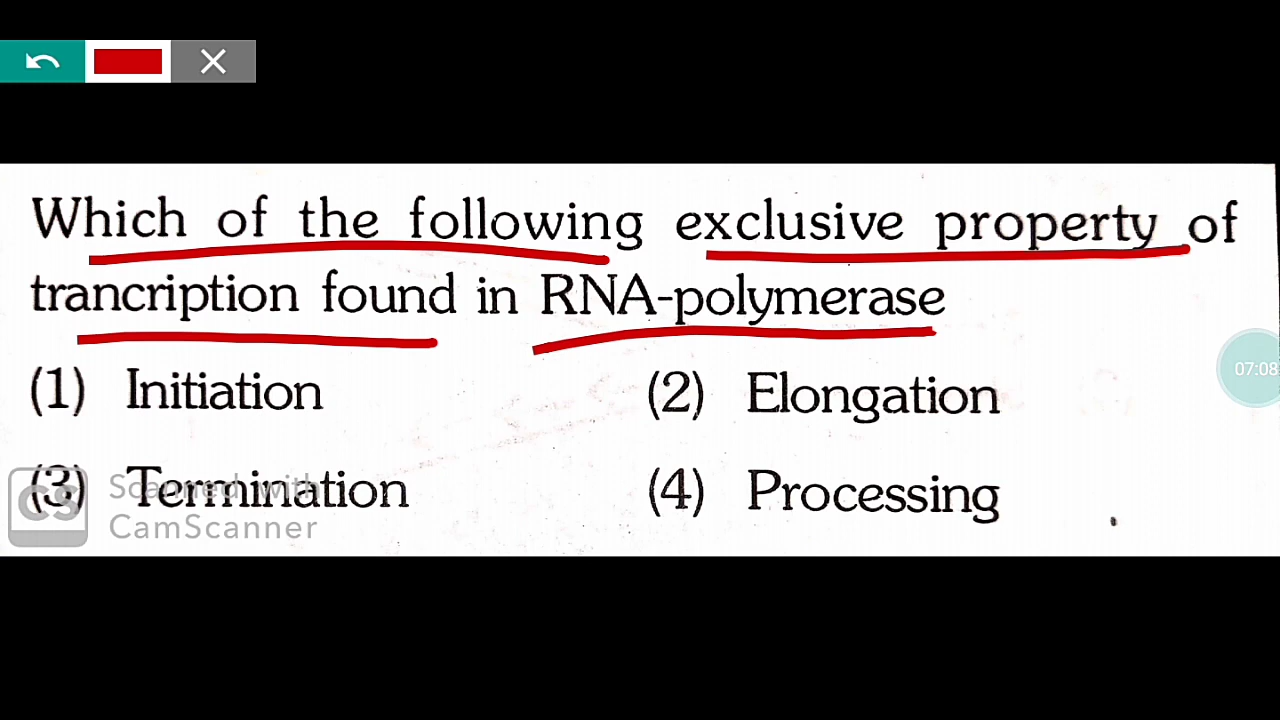 Which of the following exclusive property of
trancription found in RNA-polymerase
(1) Initiation (2) Elongation
07:08
(3) Termination (4) Processing
CS Scanned with
CamScanner